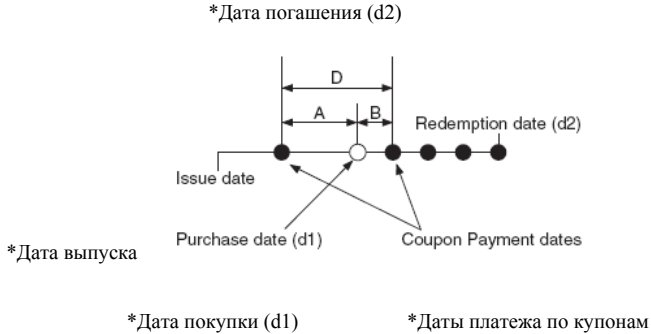 *Дата погашения (d2)
D
A
B
Redemption date (d2)
Issue date
Purchase date (d1)
Coupon Payment dates
*Дата выпуска
*Дата покупки (d1)
*Даты платежа по купонам